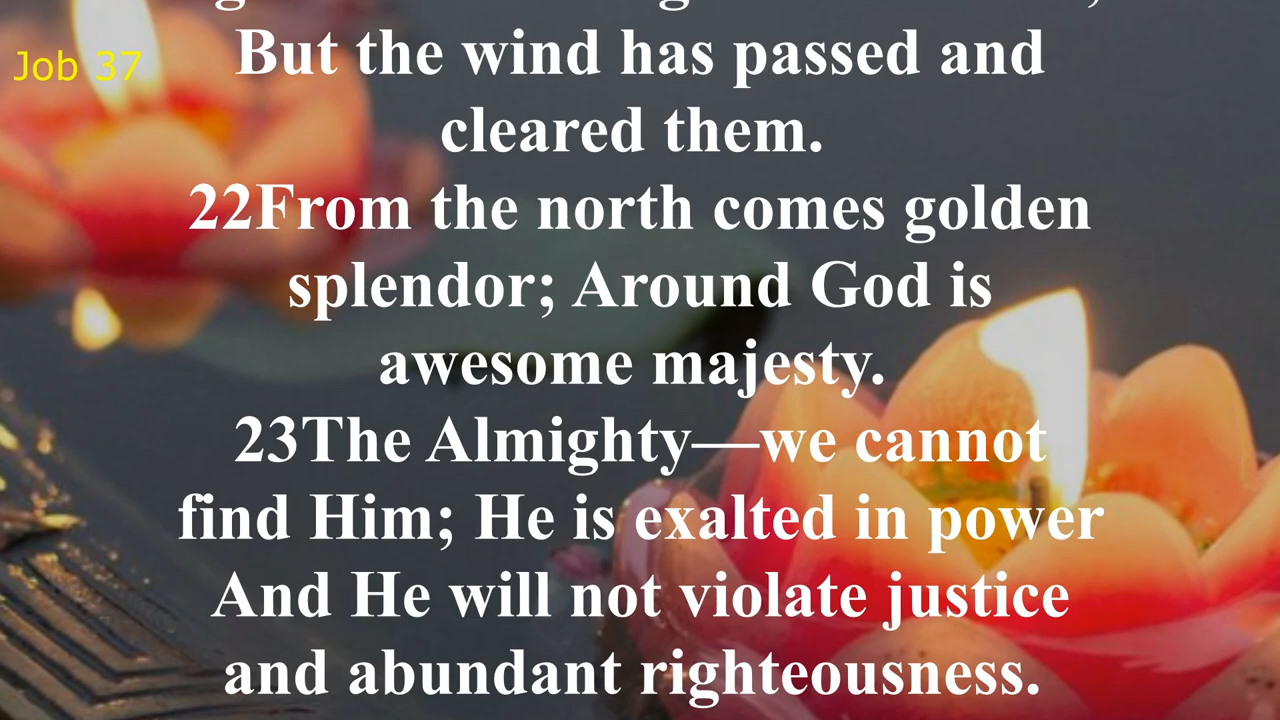 Job 37
But the wind has passed and
cleared them.
22From the north comes golden
splendor; Around God is
awesome majesty.
23The Almighty—we cannot
find Him; He is exalted in power
And He will not violate justice
and abundant righteousness.